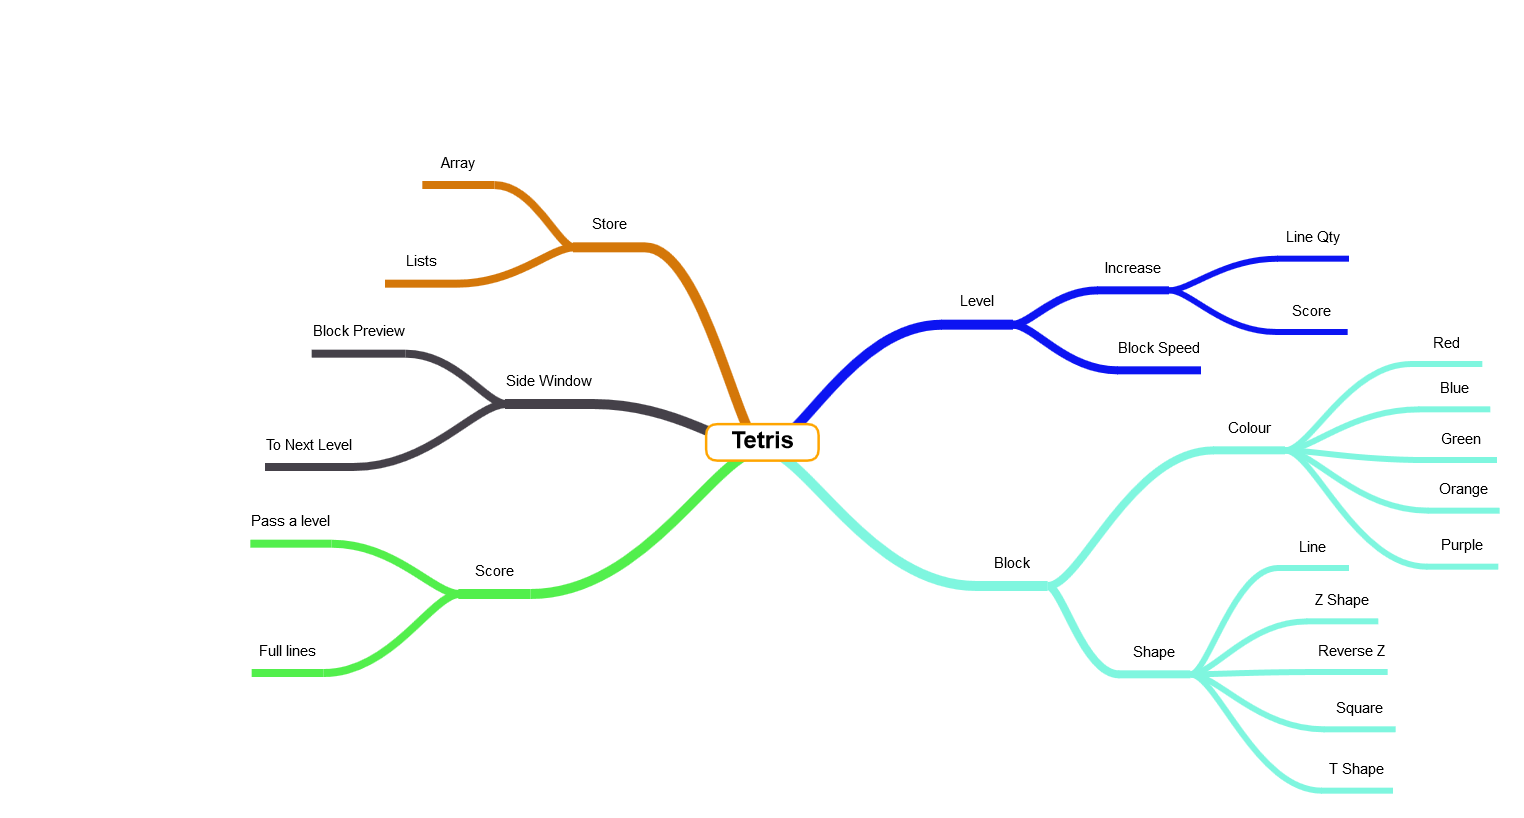 Tetris
Store
Array
Lists
Side Window
Block Preview
To Next Level
Score
Pass a level
Full lines
Level
Increase
Line Qty
Score
Block Speed
Block
Colour
Red
Blue
Green
Orange
Purple
Shape
Line
Z Shape
Reverse Z
Square
T Shape